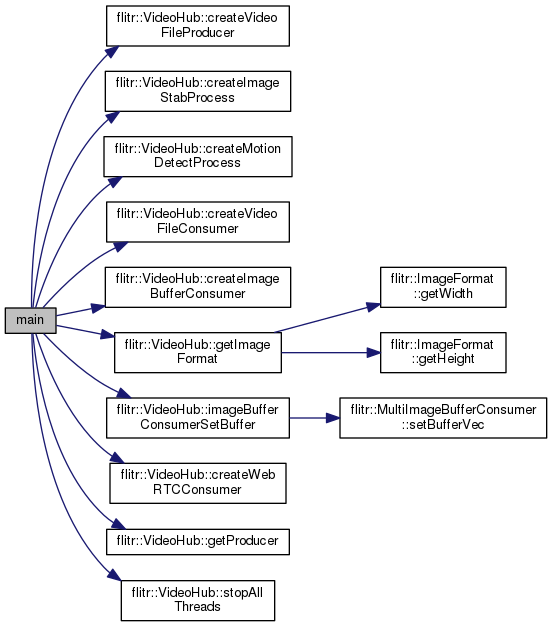 main
flitr::VideoHub::createVideo
FileProducer
flitr::VideoHub::createImage
StabProcess
flitr::VideoHub::createMotion
DetectProcess
flitr::VideoHub::createVideo
FileConsumer
flitr::VideoHub::createImage
BufferConsumer
flitr::VideoHub::getImage
Format
flitr::ImageFormat
::getWidth
flitr::ImageFormat
::getHeight
flitr::VideoHub::imageBuffer
ConsumerSetBuffer
flitr::MultiImageBufferConsumer
::setBufferVec
flitr::VideoHub::createWeb
RTCConsumer
flitr::VideoHub::getProducer
flitr::VideoHub::stopAll
Threads